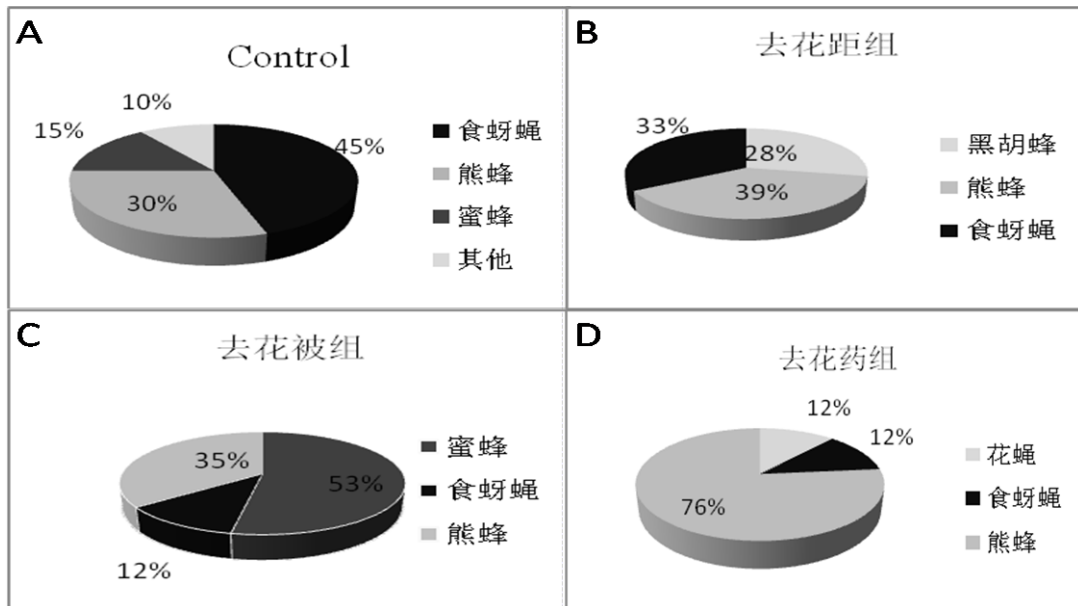 A
Control
10%
15%
45%
30%
食蚜蝇
熊蜂
蜜蜂
其他
B
去花距组
33%
28%
39%
黑胡蜂
熊蜂
食蚜蝇
C
去花被组
35%
53%
12%
蜜蜂
食蚜蝇
熊蜂
D
去花药组
12%
12%
76%
花蝇
食蚜蝇
熊蜂